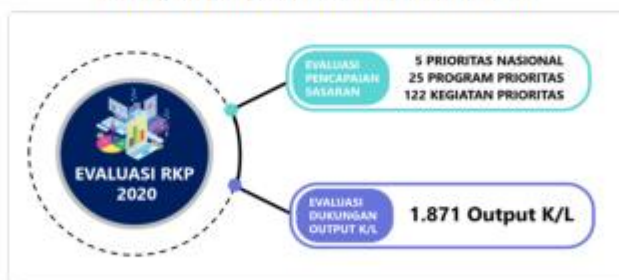 EVALUASI RKP
2020
EVALUASI
PENCAPAIAN
SASARAN
5 PRIORITAS NASIONAL
25 PROGRAM PRIORITAS
122 KEGIATAN PRIORITAS
EVALUASI
DUKUNGAN
OUTPUT K/L
1.871 Output K/L